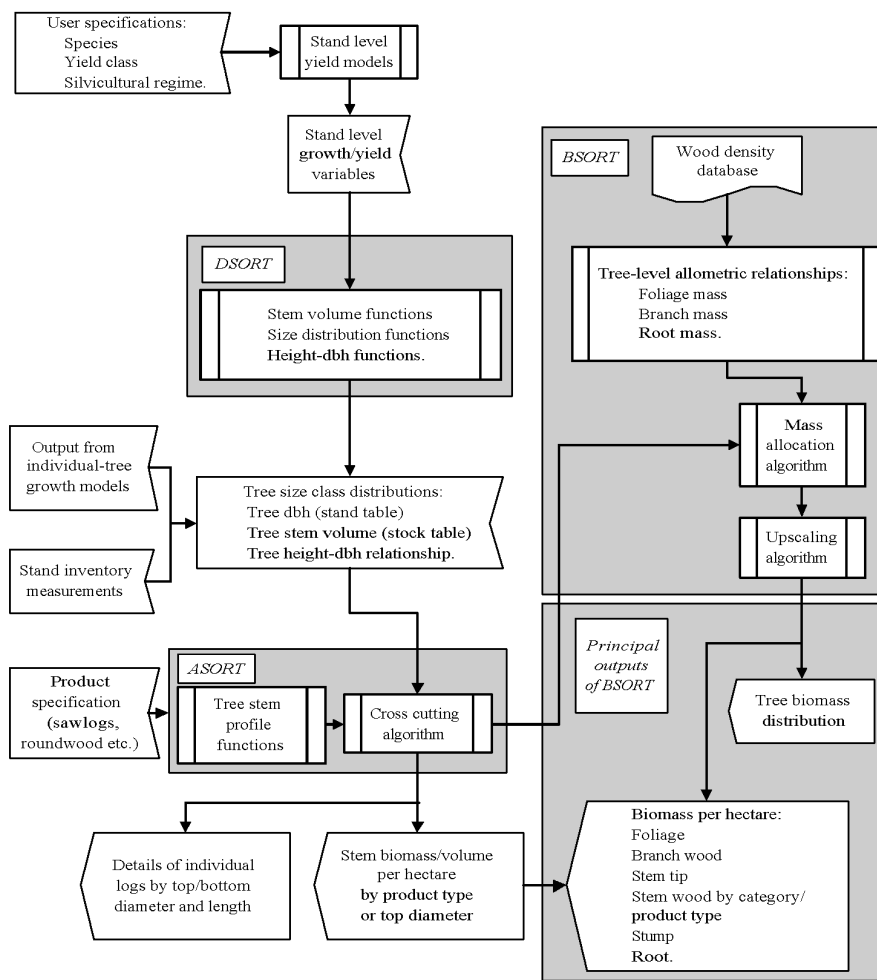 User specifications:
Species
Yield class
Silvicultural regime.
Stand level
yield models
Stand level
growth/yield
variables
BSORT
Wood density
database
DSORT
Stem volume functions
Size distribution functions
Height-dbh functions.
Tree-level allometric relationships:
Foliage mass
Branch mass
Root mass.
Mass
allocation
algorithm
Output from
individual-tree
growth models
Tree size class distributions:
Tree dbh (stand table)
Tree stem volume (stock table)
Tree height-dbh relationship.
Upscaling
algorithm
Stand inventory
measurements
Principal
outputs
of BSORT
ASORT
Product
specification
(sawlogs,
roundwood etc.)
Tree stem
profile
functions
Cross cutting
algorithm
Tree biomass
distribution
Details of individual
logs by top/bottom
diameter and length
Stem biomass/volume
per hectare
by product type
or top diameter
Biomass per hectare:
Foliage
Branch wood
Stem tip
Stem wood by category/
product type
Stump
Root.